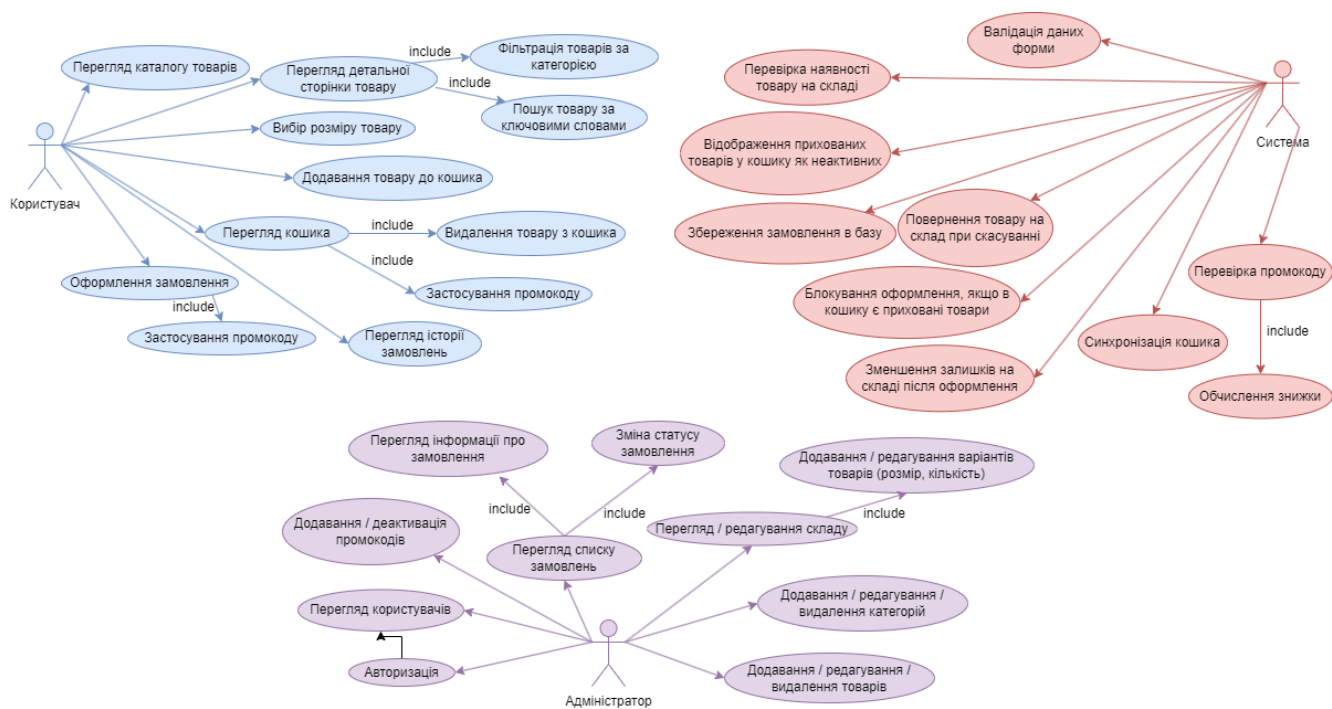 Перегляд каталогу товарів
Перегляд детальної
сторінки товару
include
Фільтрація товарів за
категорією
include
Пошук товару за
ключовими словами
Вибір розміру товару
Додавання товару до кошика
Користувач
Перегляд кошика
include
Видалення товару з кошика
include
Застосування промокоду
Оформлення замовлення
include
Застосування промокоду
Перегляд історії
замовлень
Валідація даних
форми
Перевірка наявності
товару на складі
Система
Відображення прихованих
товарів у кошику як неактивних
Збереження замовлення в базу
Повернення товару на
склад при скасуванні
Перевірка промокоду
Блокування оформлення, якщо в
кошику є приховані товари
include
Синхронізація кошика
Зменшення залишків на
складі після оформлення
Обчислення знижки
Перегляд інформації про
замовлення
Зміна статусу
замовлення
Додавання / редагування варіантів
товарів (розмір, кількість)
include
include
include
Додавання / деактивація
промокодів
Перегляд списку
замовлень
Перегляд / редагування складу
Перегляд користувачів
Додавання / редагування /
видалення категорій
Авторизація
Адміністратор
Додавання / редагування /
видалення товарів